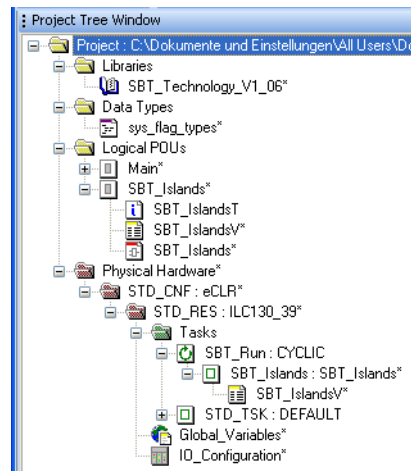 Project Tree Window
Project : C:\Dokumente und Einstellungen\All Users\Do
Libraries
SBT_Technology_V1_06*
Data Types
sys_flag_types*
Logical POUs
Main*
SBT_Islands*
SBT_IslandsT
SBT_IslandsV*
SBT_Islands*
Physical Hardware*
STD_CNF : eCLR*
STD_RES : ILC130_39*
Tasks
SBT_Run : CYCLIC
SBT_Islands : SBT_Islands*
SBT_IslandsV*
STD_TSK : DEFAULT
Global_Variables*
IO_Configuration*